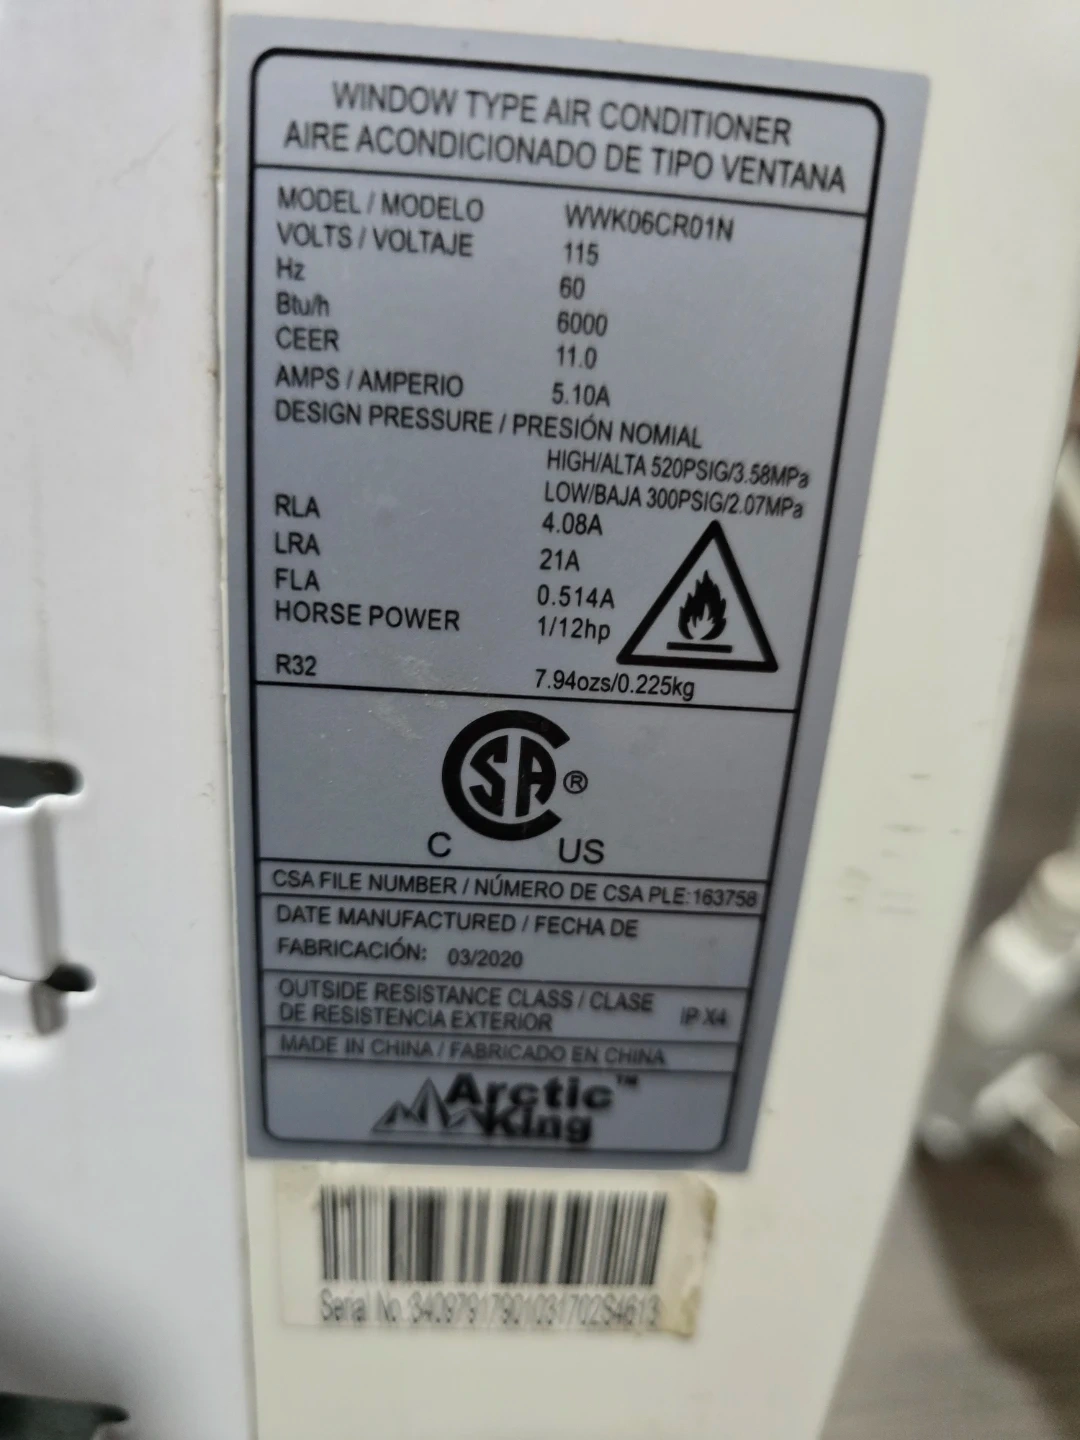 WINDOW TYPE AIR CONDITIONER
AIRE ACONDICIONADO DE TIPO VENTANA
MODEL / MODELO WWK06CR01N
VOLTS / VOLTAJE 115
Hz 60
Btu/h 6000
CEER 11.0
AMPS / AMPERIO 5.10A
DESIGN PRESSURE / PRESIÓN NOMIAL
HIGH/ALTA 520PSIG/3.58MPa
LOW/BAJA 300PSIG/2.07MPa
RLA 4.08A
LRA 21A
FLA 0.514A
HORSE POWER 1/12hp
R32 7.94ozs/0.225kg
CSA ®
C US
CSA FILE NUMBER / NÚMERO DE CSA PLE:163758
DATE MANUFACTURED / FECHA DE
FABRICACIÓN: 03/2020
OUTSIDE RESISTANCE CLASS / CLASE
DE RESISTENCIA EXTERIOR IP X4
MADE IN CHINA / FABRICADO EN CHINA
Arctic™
King
Serial No.